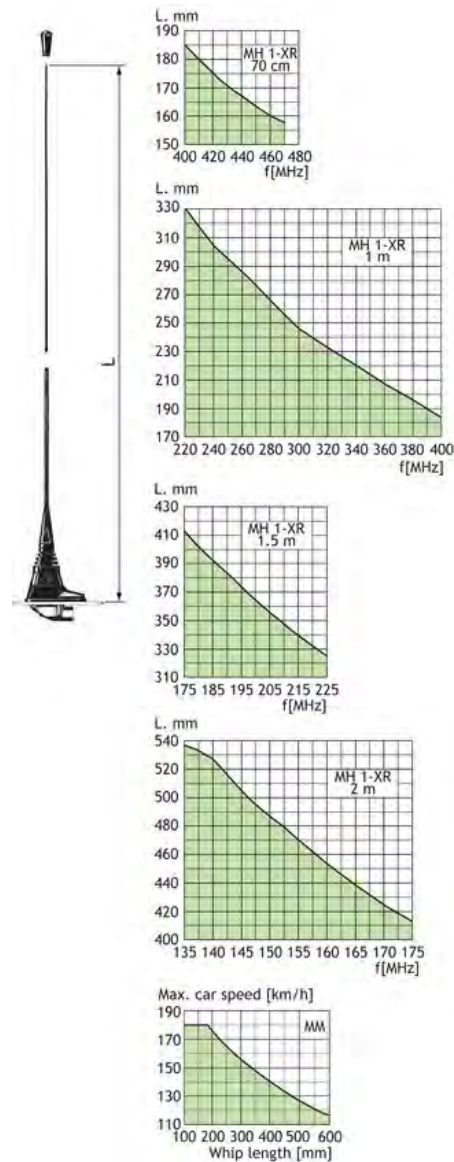 L. mm
190
180
170
160
150
MH 1-XR
70 cm
400 420 440 460 480
f[MHz]
L
L. mm
330
310
290
270
250
230
210
190
170
MH 1-XR
1 m
220 240 260 280 300 320 340 360 380 400
f[MHz]
L. mm
430
410
390
370
350
330
310
MH 1-XR
1.5 m
175 185 195 205 215 225
f[MHz]
L. mm
540
520
500
480
460
440
420
400
MH 1-XR
2 m
135 140 145 150 155 160 165 170 175
f[MHz]
Max. car speed [km/h]
190
170
150
130
110
MM
100 200 300 400 500 600
Whip length [mm]